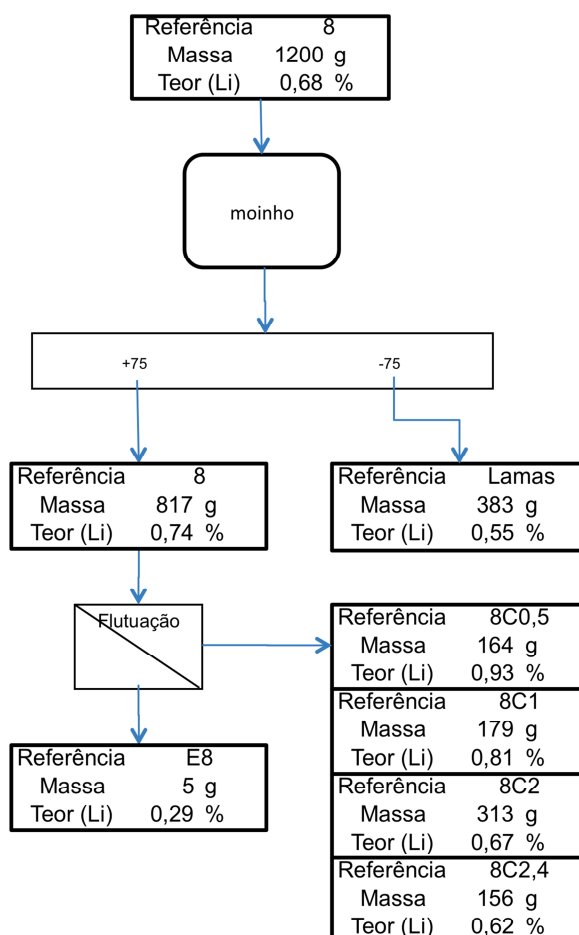 Referência 8
Massa 1200 g
Teor (Li) 0,68 %
moinho
+75 -75
Referência 8
Massa 817 g
Teor (Li) 0,74 %
Referência Lamas
Massa 383 g
Teor (Li) 0,55 %
Flutuação
Referência 8C0,5
Massa 164 g
Teor (Li) 0,93 %
Referência 8C1
Massa 179 g
Teor (Li) 0,81 %
Referência 8C2
Massa 313 g
Teor (Li) 0,67 %
Referência 8C2,4
Massa 156 g
Teor (Li) 0,62 %
Referência E8
Massa 5 g
Teor (Li) 0,29 %